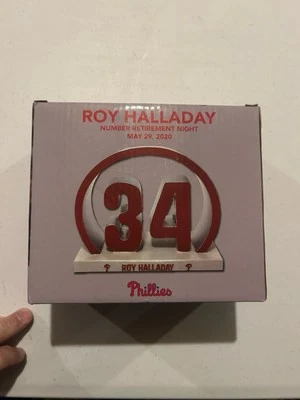 ROY HALLADAY
NUMBER RETIREMENT NIGHT
MAY 29, 2020
34
P ROY HALLADAY P
Phillies